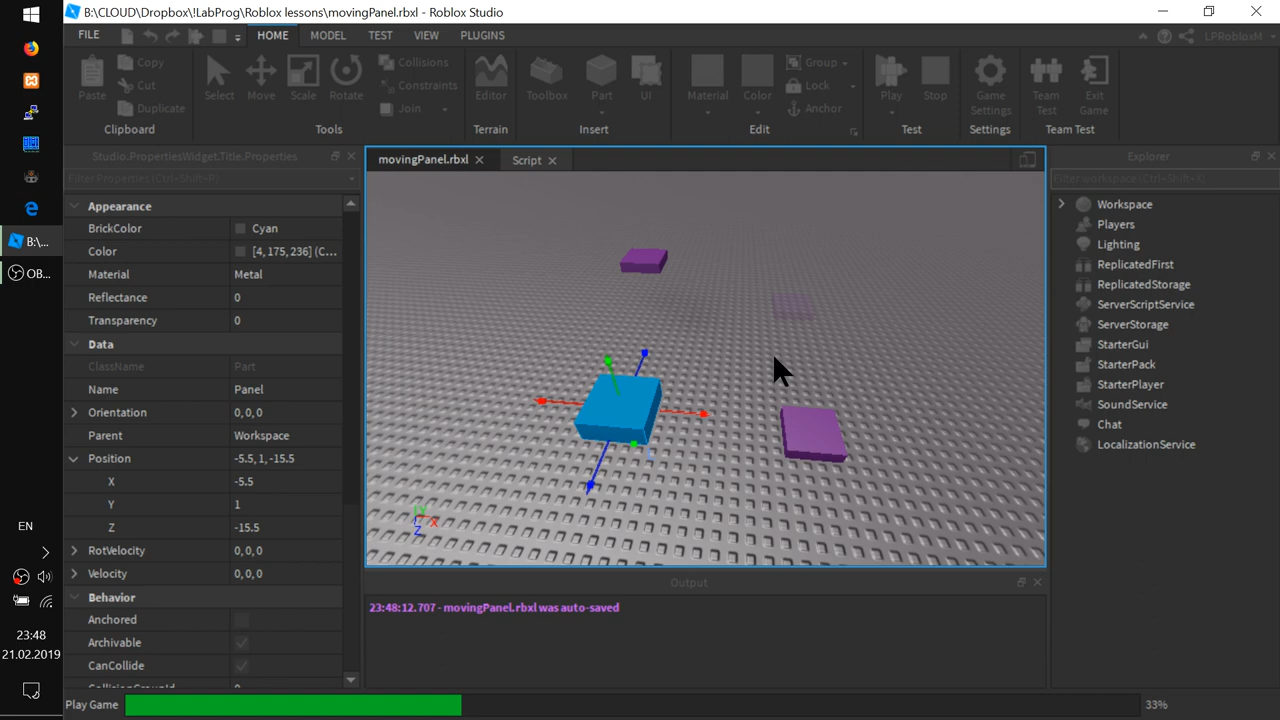 B:\CLOUD\Dropbox\!LabProg\Roblox lessons\movingPanel.rbxl - Roblox Studio
FILE HOME MODEL TEST VIEW PLUGINS LPRobloxM
Copy
Cut
Duplicate
Paste
Clipboard
Select Move Scale Rotate
Collisions
Constraints
Join
Tools
Editor
Terrain
Toolbox Part UI
Insert
Material Color
Group
Lock
Anchor
Edit
Play Stop
Test
Game Settings
Settings
Team Test
Exit Game
Team Test
Studio.PropertiesWidget.Title.Properties
Filter Properties (Ctrl+Shift+P)
Appearance
BrickColor Cyan
Color [4, 175, 236] (C...
Material Metal
Reflectance 0
Transparency 0
Data
ClassName Part
Name Panel
Orientation 0, 0, 0
Parent Workspace
Position -5.5, 1, -15.5
X -5.5
Y 1
Z -15.5
RotVelocity 0, 0, 0
Velocity 0, 0, 0
Behavior
Anchored
Archivable
CanCollide
CollisionGroupId 0
movingPanel.rbxl
Script
Y
X
Z
Output
23:48:12.707 - movingPanel.rbxl was auto-saved
Explorer
Filter workspace (Ctrl+Shift+X)
Workspace
Players
Lighting
ReplicatedFirst
ReplicatedStorage
ServerScriptService
ServerStorage
StarterGui
StarterPack
StarterPlayer
SoundService
Chat
LocalizationService
B:\...
OB...
EN
23:48
21.02.2019
Play Game 33%